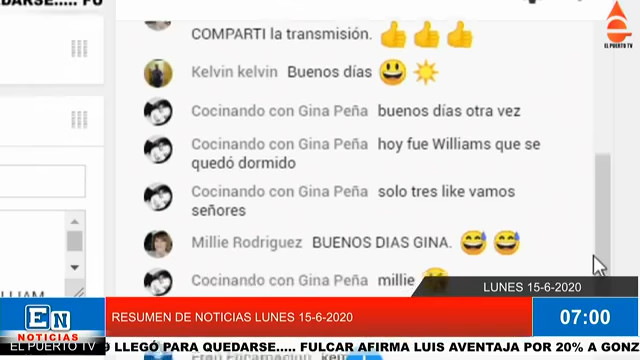 EDARSE..... FU
COMPARTI la transmisión.
EL PUERTO TV
Kelvin kelvin Buenos días
Cocinando con Gina Peña buenos días otra vez
Cocinando con Gina Peña hoy fue Williams que se
quedó dormido
Cocinando con Gina Peña solo tres like vamos
señores
Millie Rodriguez BUENOS DIAS GINA.
Cocinando con Gina Peña millie
LUNES 15-6-2020
EN
NOTICIAS
RESUMEN DE NOTICIAS LUNES 15-6-2020
07:00
EL PUERTO TV
9 LLEGÓ PARA QUEDARSE..... FULCAR AFIRMA LUIS AVENTAJA POR 20% A GONZ